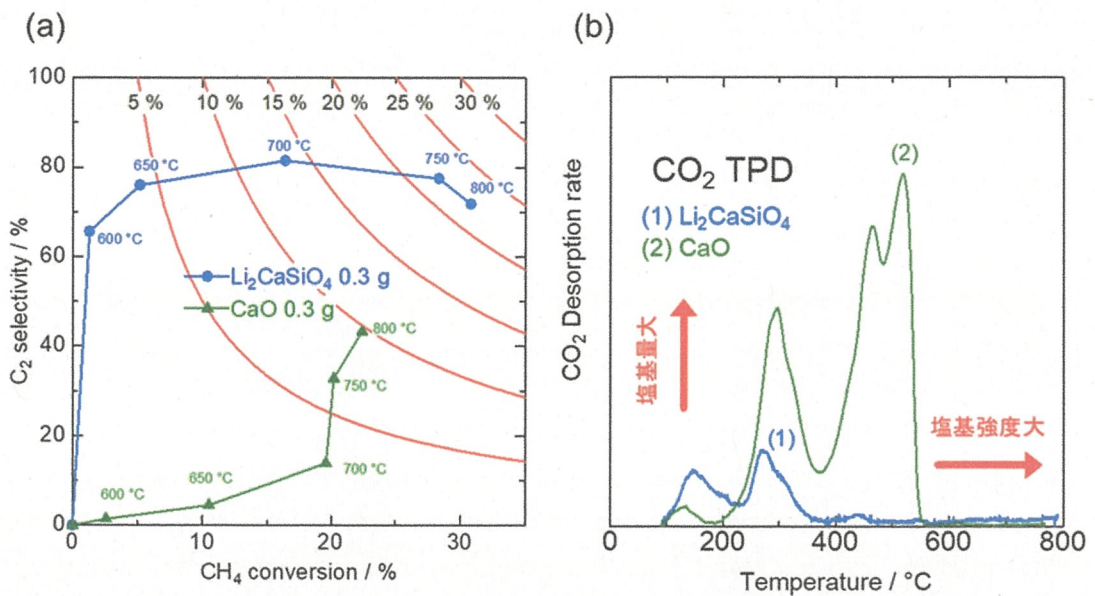 (a)
100
80
60
40
20
0
0
10
20
30
C₂ selectivity / %
CH₄ conversion / %
5 %
10 %
15 %
20 %
25 %
30 %
600 °C
650 °C
700 °C
750 °C
800 °C
Li₂CaSiO₄ 0.3 g
CaO 0.3 g
600 °C
650 °C
700 °C
750 °C
800 °C
(b)
CO₂ Desorption rate
CO₂ TPD
(1) Li₂CaSiO₄
(2) CaO
(2)
(1)
塩基量大
塩基強度大
0
200
400
600
800
Temperature / °C